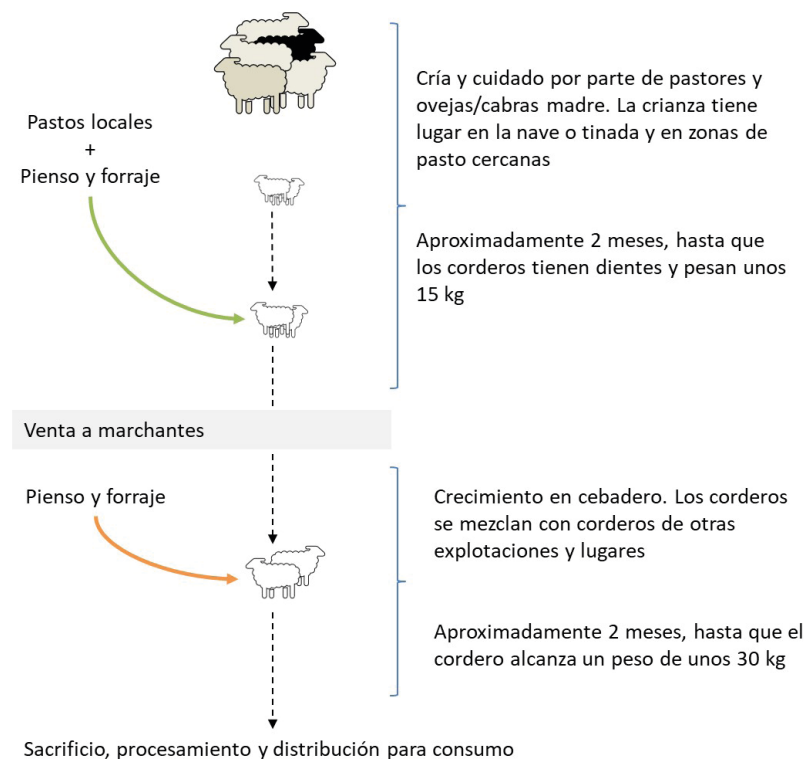 Cría y cuidado por parte de pastores y
ovejas/cabras madre. La crianza tiene
lugar en la nave o tinada y en zonas de
pasto cercanas
Pastos locales
+
Pienso y forraje
Aproximadamente 2 meses, hasta que
los corderos tienen dientes y pesan unos
15 kg
Venta a marchantes
Pienso y forraje
Crecimiento en cebadero. Los corderos
se mezclan con corderos de otras
explotaciones y lugares
Aproximadamente 2 meses, hasta que el
cordero alcanza un peso de unos 30 kg
Sacrificio, procesamiento y distribución para consumo